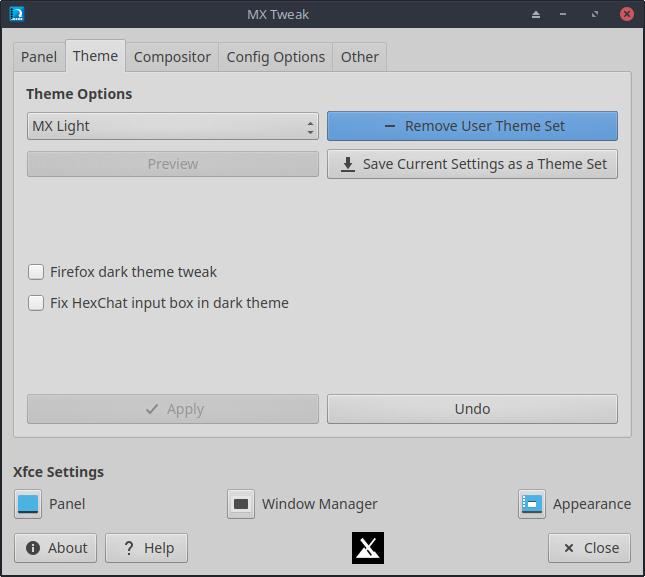 MX Tweak
Panel Theme Compositor Config Options Other
Theme Options
MX Light Remove User Theme Set
Preview Save Current Settings as a Theme Set
Firefox dark theme tweak
Fix HexChat input box in dark theme
Apply Undo
Xfce Settings
Panel Window Manager Appearance
About Help Close